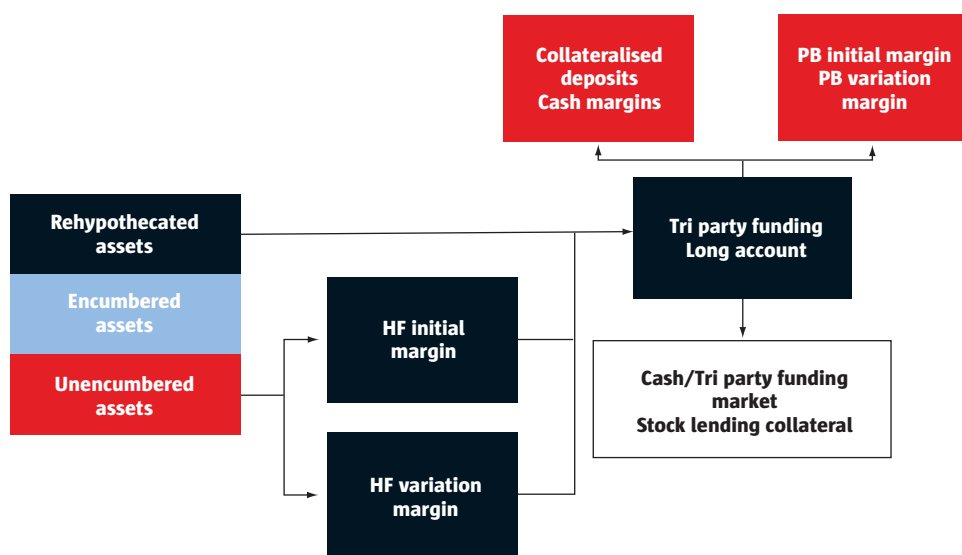 Collateralised
deposits
Cash margins
PB initial margin
PB variation
margin
Rehypothecated
assets
Tri party funding
Long account
Encumbered
assets
HF initial
margin
Unencumbered
assets
Cash/Tri party funding
market
Stock lending collateral
HF variation
margin